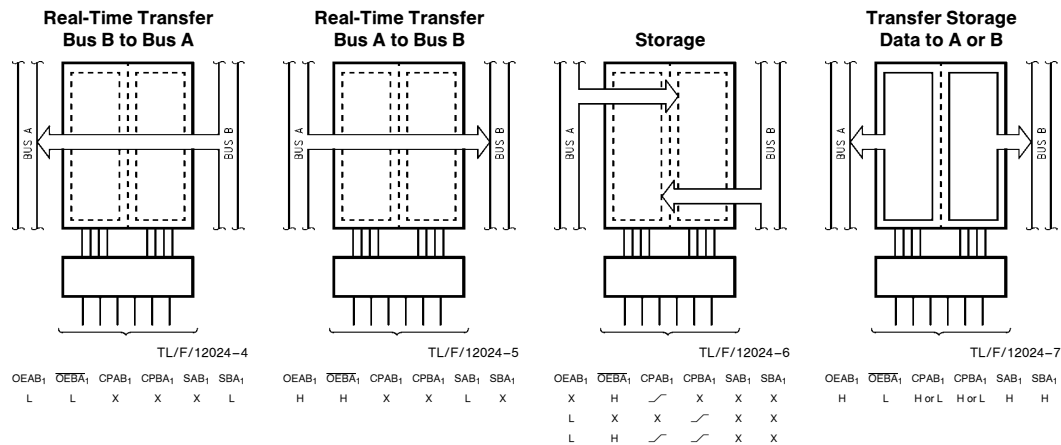 Real-Time Transfer
Bus B to Bus A
BUS A
BUS B
TL/F/12024–4
OEAB₁ OEBA₁ CPAB₁ CPBA₁ SAB₁ SBA₁
L L X X X L
Real-Time Transfer
Bus A to Bus B
BUS A
BUS B
TL/F/12024–5
OEAB₁ OEBA₁ CPAB₁ CPBA₁ SAB₁ SBA₁
H H X X L X
Storage
BUS A
BUS B
TL/F/12024–6
OEAB₁ OEBA₁ CPAB₁ CPBA₁ SAB₁ SBA₁
X H X X X
L X X X X
L H X X
Transfer Storage
Data to A or B
BUS A
BUS B
TL/F/12024–7
OEAB₁ OEBA₁ CPAB₁ CPBA₁ SAB₁ SBA₁
H L H or L H or L H H